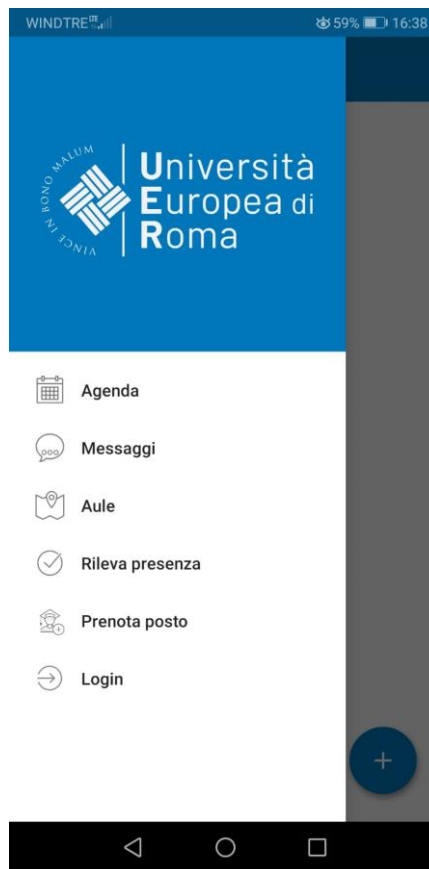 WINDTRE LTE 59% 16:38
VINCE IN BONO MALUM
Università
Europea di
Roma
Agenda
Messaggi
Aule
Rileva presenza
Prenota posto
Login